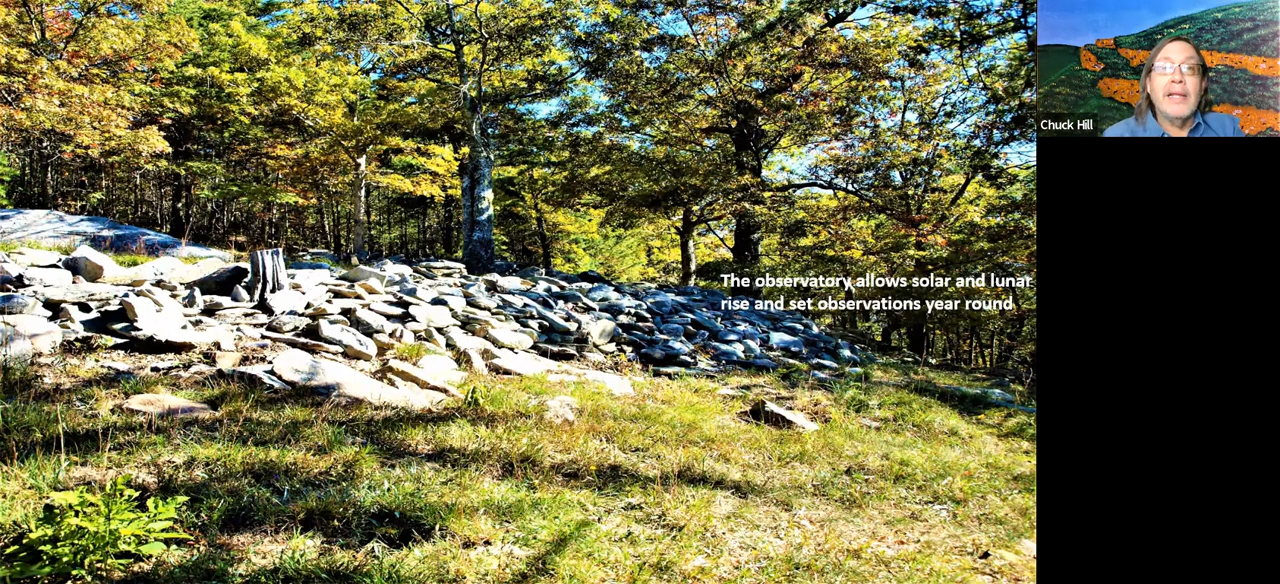 Chuck Hill
The observatory allows solar and lunar
rise and set observations year round